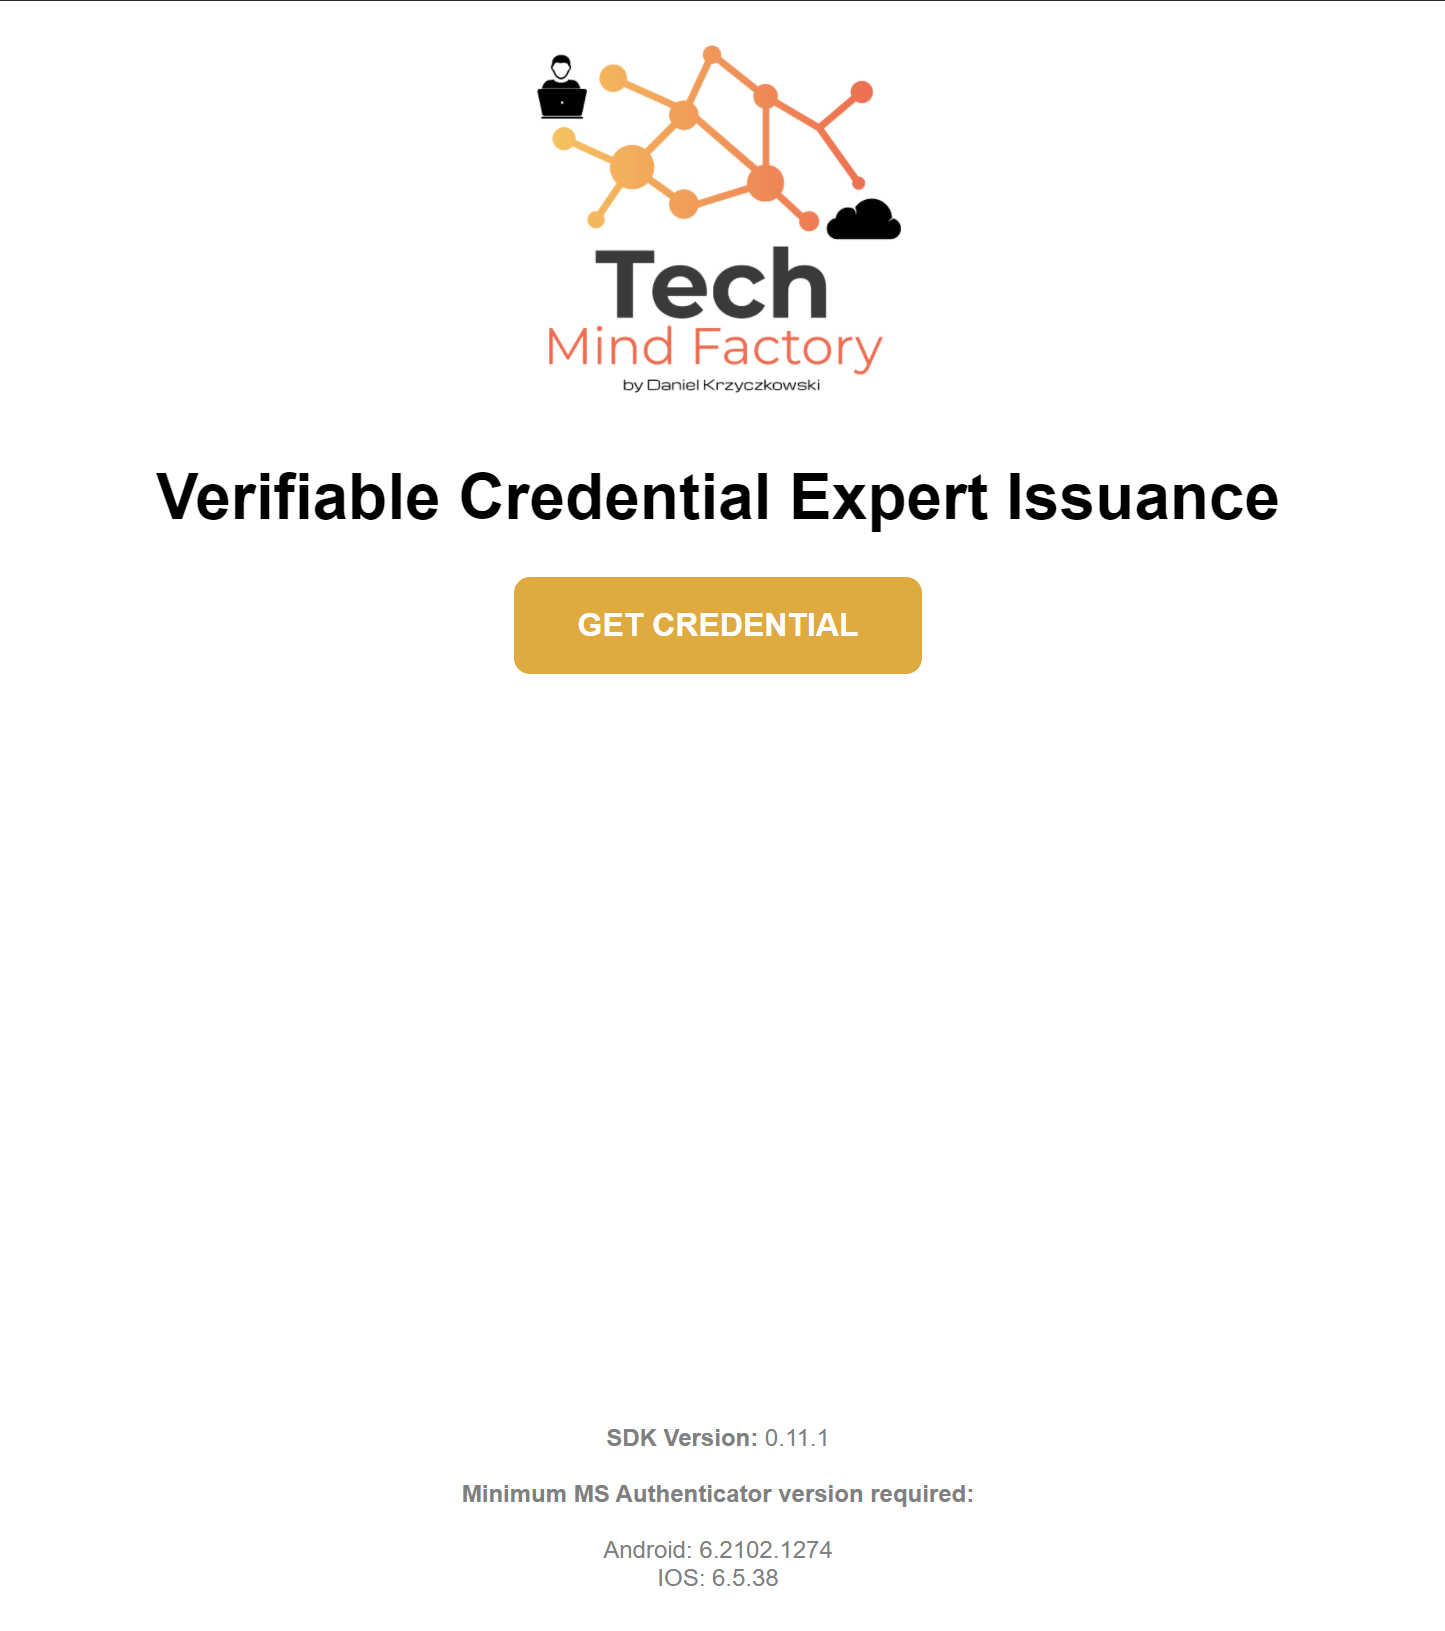 Tech
Mind Factory
by Daniel Krzyczkowski
Verifiable Credential Expert Issuance
GET CREDENTIAL
SDK Version: 0.11.1
Minimum MS Authenticator version required:
Android: 6.2102.1274
IOS: 6.5.38